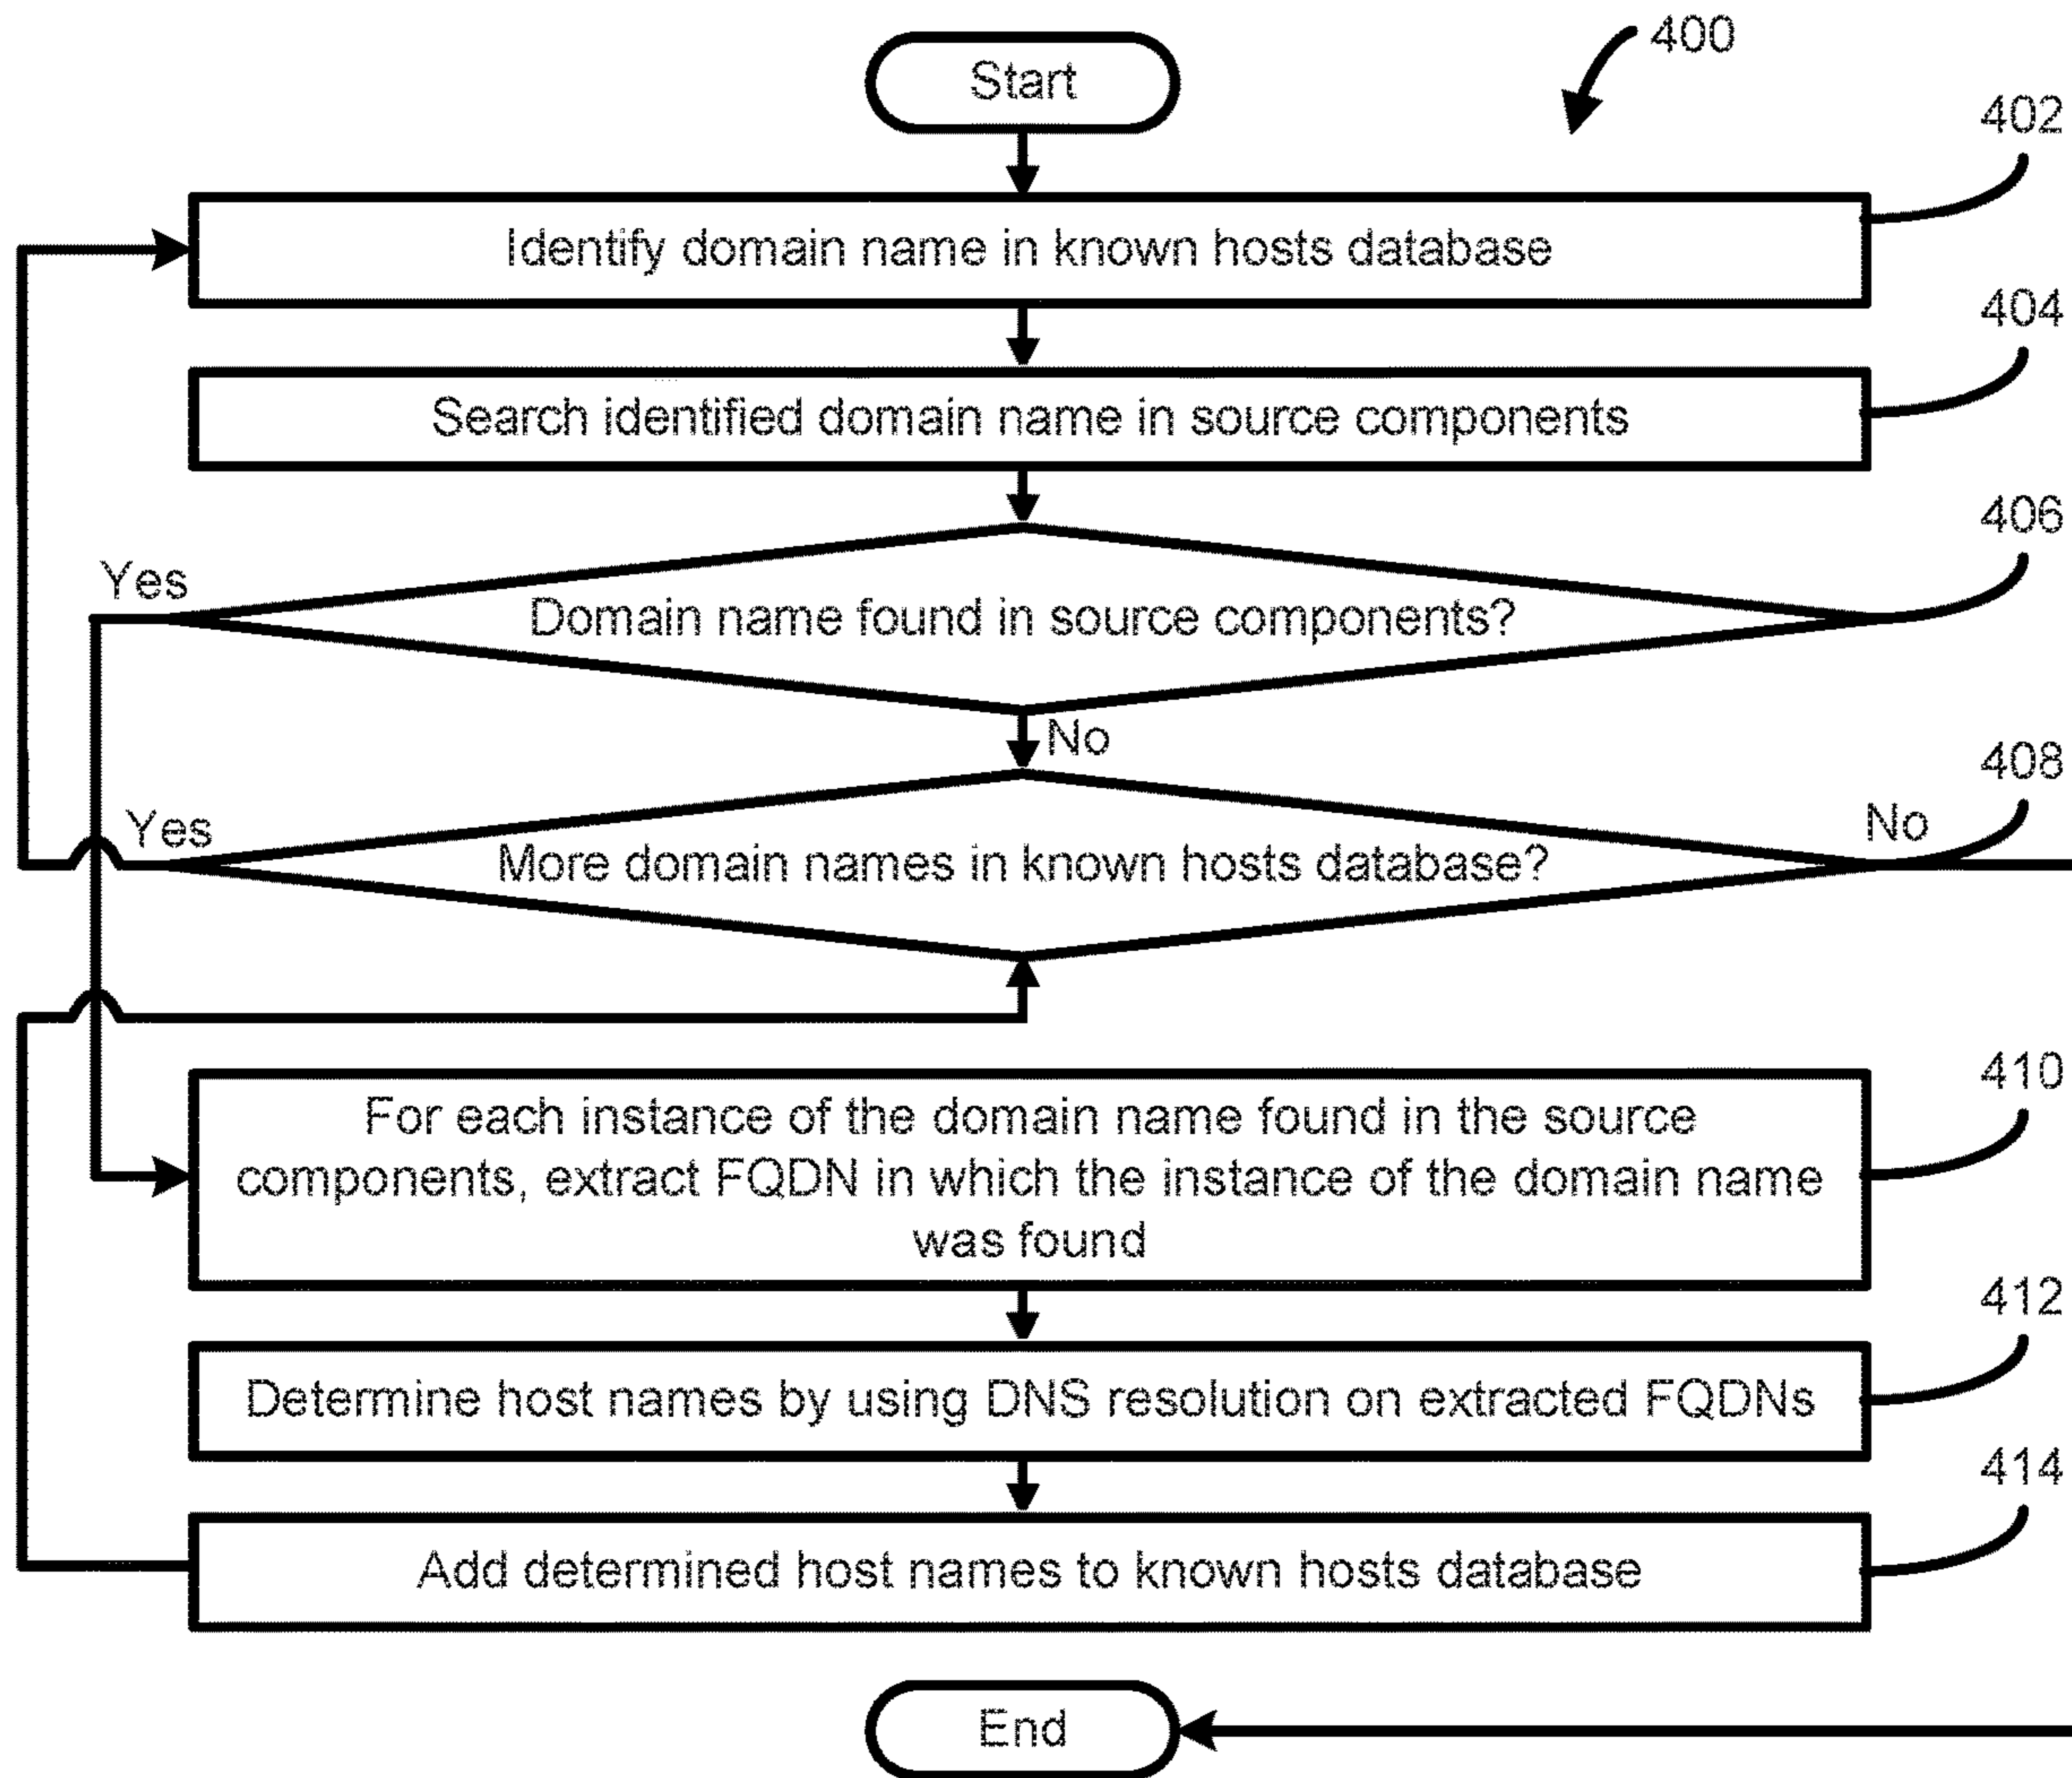 Start
400
402
Identify domain name in known hosts database
404
Search identified domain name in source components
406
Yes
Domain name found in source components?
No
408
Yes
No
More domain names in known hosts database?
410
For each instance of the domain name found in the source
components, extract FQDN in which the instance of the domain name
was found
412
Determine host names by using DNS resolution on extracted FQDNs
414
Add determined host names to known hosts database
End